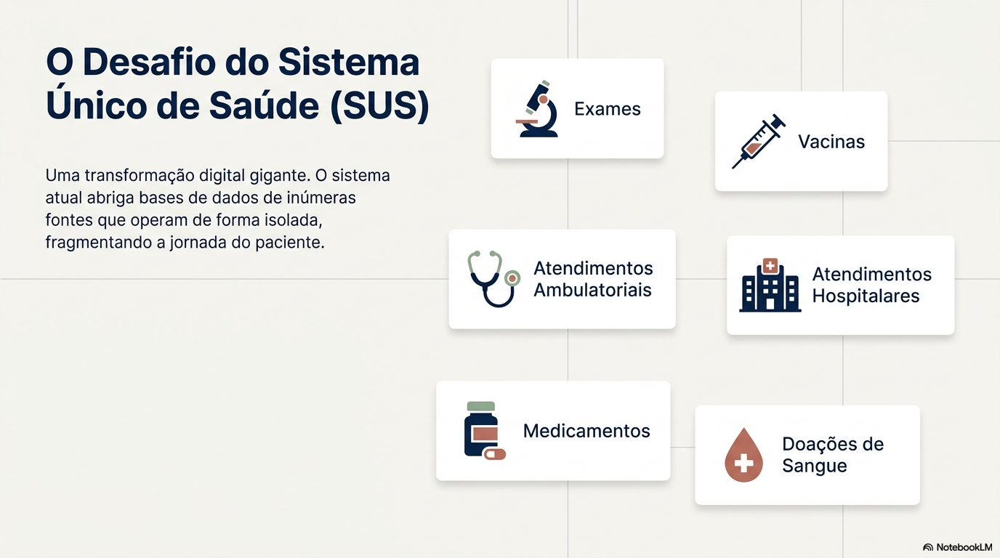 O Desafio do Sistema
Único de Saúde (SUS)
Uma transformação digital gigante. O sistema
atual abriga bases de dados de inúmeras
fontes que operam de forma isolada,
fragmentando a jornada do paciente.
Exames
Vacinas
Atendimentos
Ambulatoriais
Atendimentos
Hospitalares
Medicamentos
Doações de
Sangue
NotebookLM